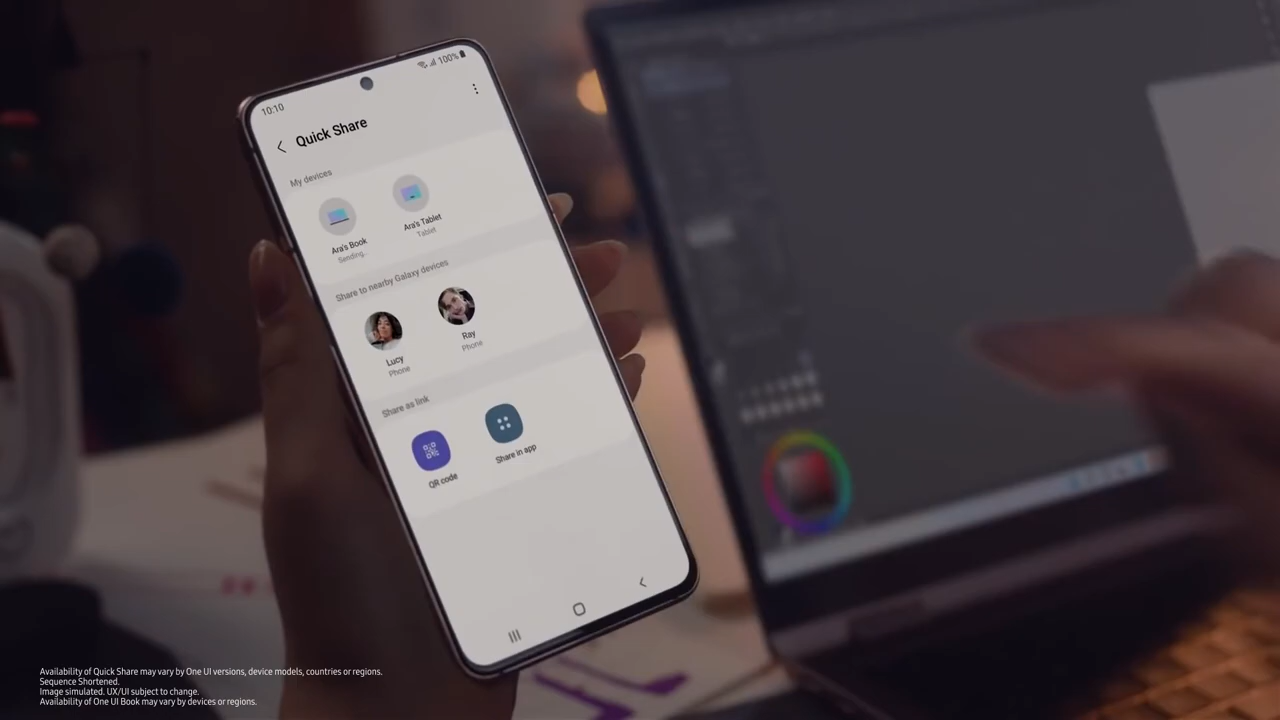 10:10
100%
Quick Share
My devices
Ara's Book
Sending..
Ara's Tablet
Tablet
Share to nearby Galaxy devices
Lucy
Phone
Ray
Phone
Share as link
QR code
Share in app
Availability of Quick Share may vary by One UI versions, device models, countries or regions.
Sequence Shortened.
Image simulated. UX/UI subject to change.
Availability of One UI Book may vary by devices or regions.